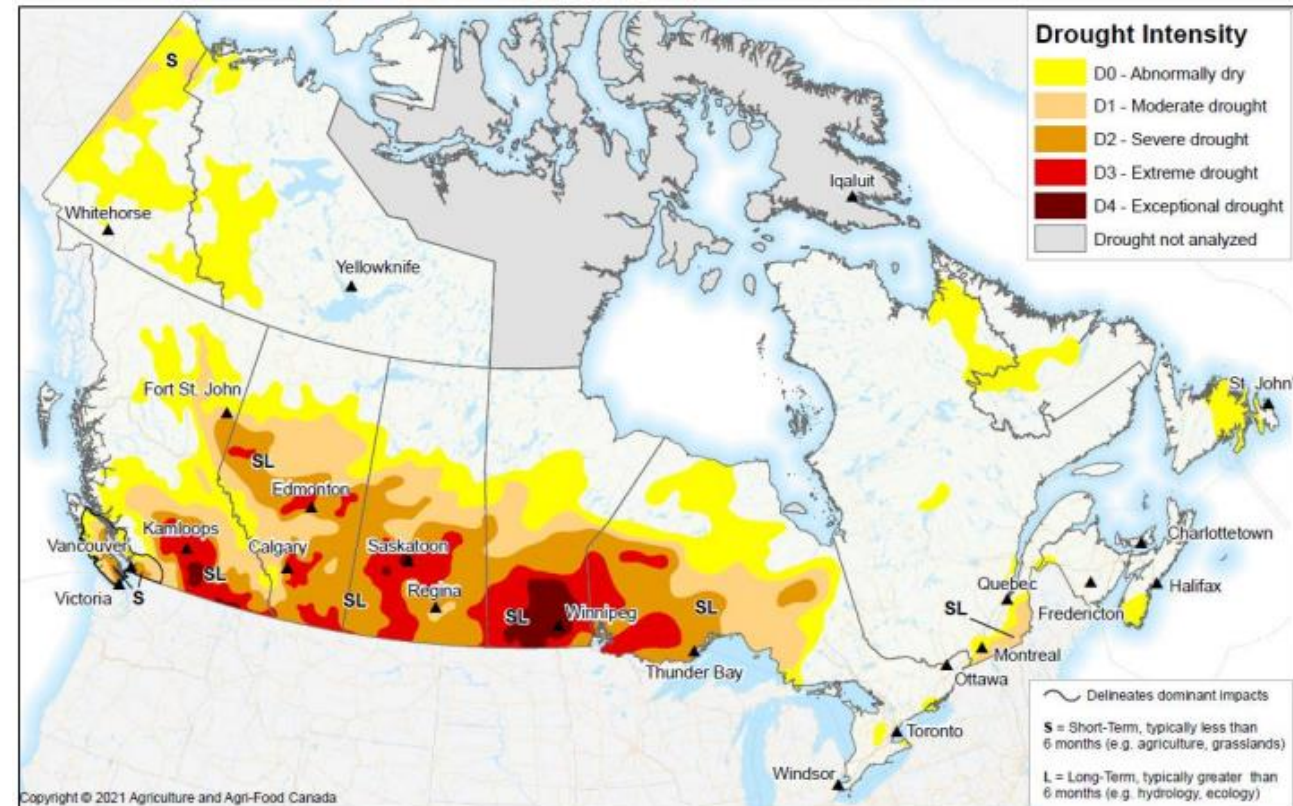 Drought Intensity
D0 - Abnormally dry
D1 - Moderate drought
D2 - Severe drought
D3 - Extreme drought
D4 - Exceptional drought
Drought not analyzed
S
Iqaluit
Whitehorse
Yellowknife
Fort St. John
St. John'
SL
Edmonton
Kamloops
Calgary
Saskatoon
Vancouver
SL
Regina
Charlottetown
Victoria
S
SL
SL
Winnipeg
SL
Quebec
Halifax
SL
Fredericton
Thunder Bay
Montreal
Ottawa
Toronto
Windsor
Delineates dominant impacts
S = Short-Term, typically less than
6 months (e.g. agriculture, grasslands)
L = Long-Term, typically greater than
6 months (e.g. hydrology, ecology)
Copyright © 2021 Agriculture and Agri-Food Canada